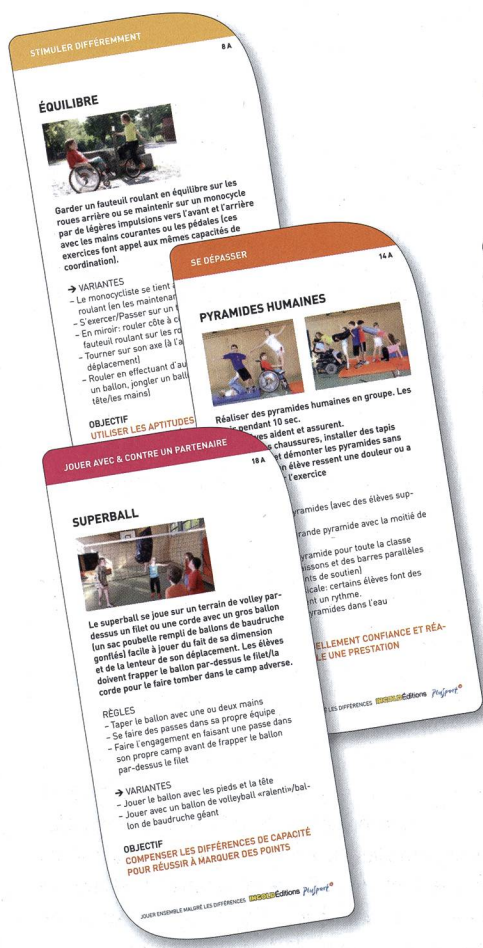 STIMULER DIFFÉREMMENT
8 A
ÉQUILIBRE
Garder un fauteuil roulant en équilibre sur les
roues arrière ou se maintenir sur un monocycle
par de légères impulsions vers l'avant et l'arrière
avec les mains courantes ou les pédales (ces
exercices font appel aux mêmes capacités de
coordination).
→ VARIANTES
– Le monocycliste se tient
roulant (en les maintenan
– S'exercer/Passer sur un
– En miroir: rouler côte à
fauteuil roulant sur les
– Tourner sur son axe (à l'a
déplacement)
– Rouler en effectuant d'au
un ballon, jongler un ball
tête/les mains)
OBJECTIF
UTILISER LES APTITUDES
SE DÉPASSER
14 A
PYRAMIDES HUMAINES
Réaliser des pyramides humaines en groupe. Les
pendant 10 sec.
ves aident et assurent.
s chaussures, installer des tapis
et démonter les pyramides sans
n élève ressent une douleur ou a
l'exercice
yramides (avec des élèves sup-
rande pyramide avec la moitié de
yramide pour toute la classe
aissons et des barres parallèles
nts de soutien)
icale: certains élèves font des
nt un rythme.
yramides dans l'eau
UELLEMENT CONFIANCE ET RÉA-
LE UNE PRESTATION
É LES DIFFÉRENCES INGOLDÉditions PluSport
JOUER AVEC & CONTRE UN PARTENAIRE
18 A
SUPERBALL
Le superball se joue sur un terrain de volley par-
dessus un filet ou une corde avec un gros ballon
(un sac poubelle rempli de ballons de baudruche
gonflés) facile à jouer du fait de sa dimension
et de la lenteur de son déplacement. Les élèves
doivent frapper le ballon par-dessus le filet/la
corde pour le faire tomber dans le camp adverse.
RÈGLES
– Taper le ballon avec une ou deux mains
– Se faire des passes dans sa propre équipe
– Faire l'engagement en faisant une passe dans
son propre camp avant de frapper le ballon
par-dessus le filet
→ VARIANTES
– Jouer le ballon avec les pieds et la tête
– Jouer avec un ballon de volleyball «ralenti»/bal-
lon de baudruche géant
OBJECTIF
COMPENSER LES DIFFÉRENCES DE CAPACITÉ
POUR RÉUSSIR À MARQUER DES POINTS
JOUER ENSEMBLE MALGRÉ LES DIFFÉRENCES INGOLDÉditions PluSport